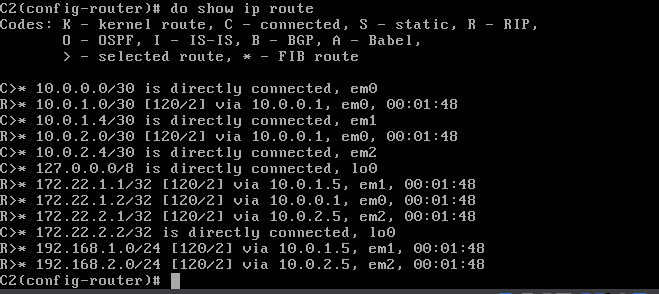 C2(config-router)# do show ip route
Codes: K - kernel route, C - connected, S - static, R - RIP,
O - OSPF, I - IS-IS, B - BGP, A - Babel,
> - selected route, * - FIB route
C>* 10.0.0.0/30 is directly connected, em0
R>* 10.0.1.0/30 [120/2] via 10.0.0.1, em0, 00:01:48
C>* 10.0.1.4/30 is directly connected, em1
R>* 10.0.2.0/30 [120/2] via 10.0.0.1, em0, 00:01:48
C>* 10.0.2.4/30 is directly connected, em2
C>* 127.0.0.0/8 is directly connected, lo0
R>* 172.22.1.1/32 [120/2] via 10.0.1.5, em1, 00:01:48
R>* 172.22.1.2/32 [120/2] via 10.0.0.1, em0, 00:01:48
R>* 172.22.2.1/32 [120/2] via 10.0.2.5, em2, 00:01:48
C>* 172.22.2.2/32 is directly connected, lo0
R>* 192.168.1.0/24 [120/2] via 10.0.1.5, em1, 00:01:48
R>* 192.168.2.0/24 [120/2] via 10.0.2.5, em2, 00:01:48
C2(config-router)#